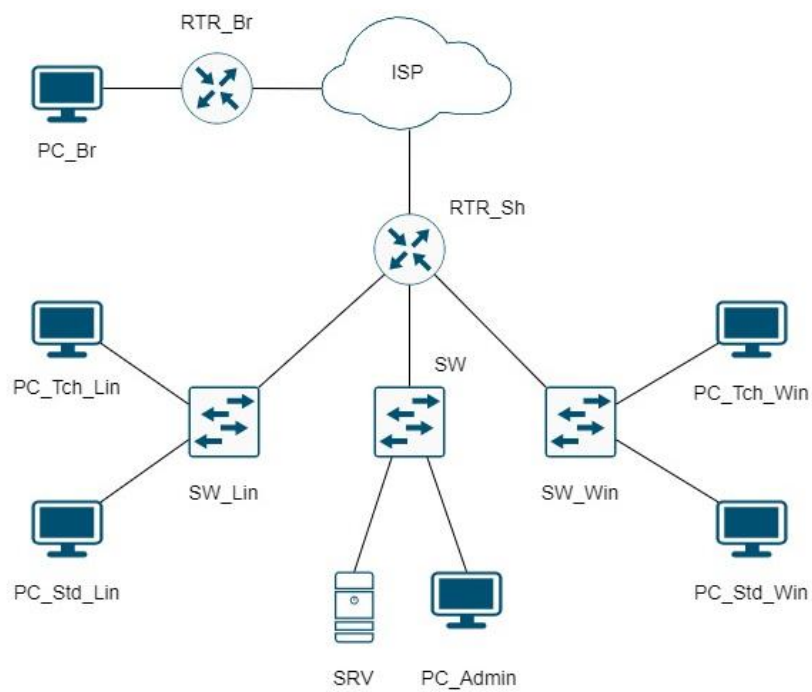 RTR_Br
ISP
PC_Br
RTR_Sh
SW
PC_Tch_Lin
PC_Tch_Win
SW_Lin
SW_Win
PC_Std_Lin
PC_Std_Win
SRV
PC_Admin